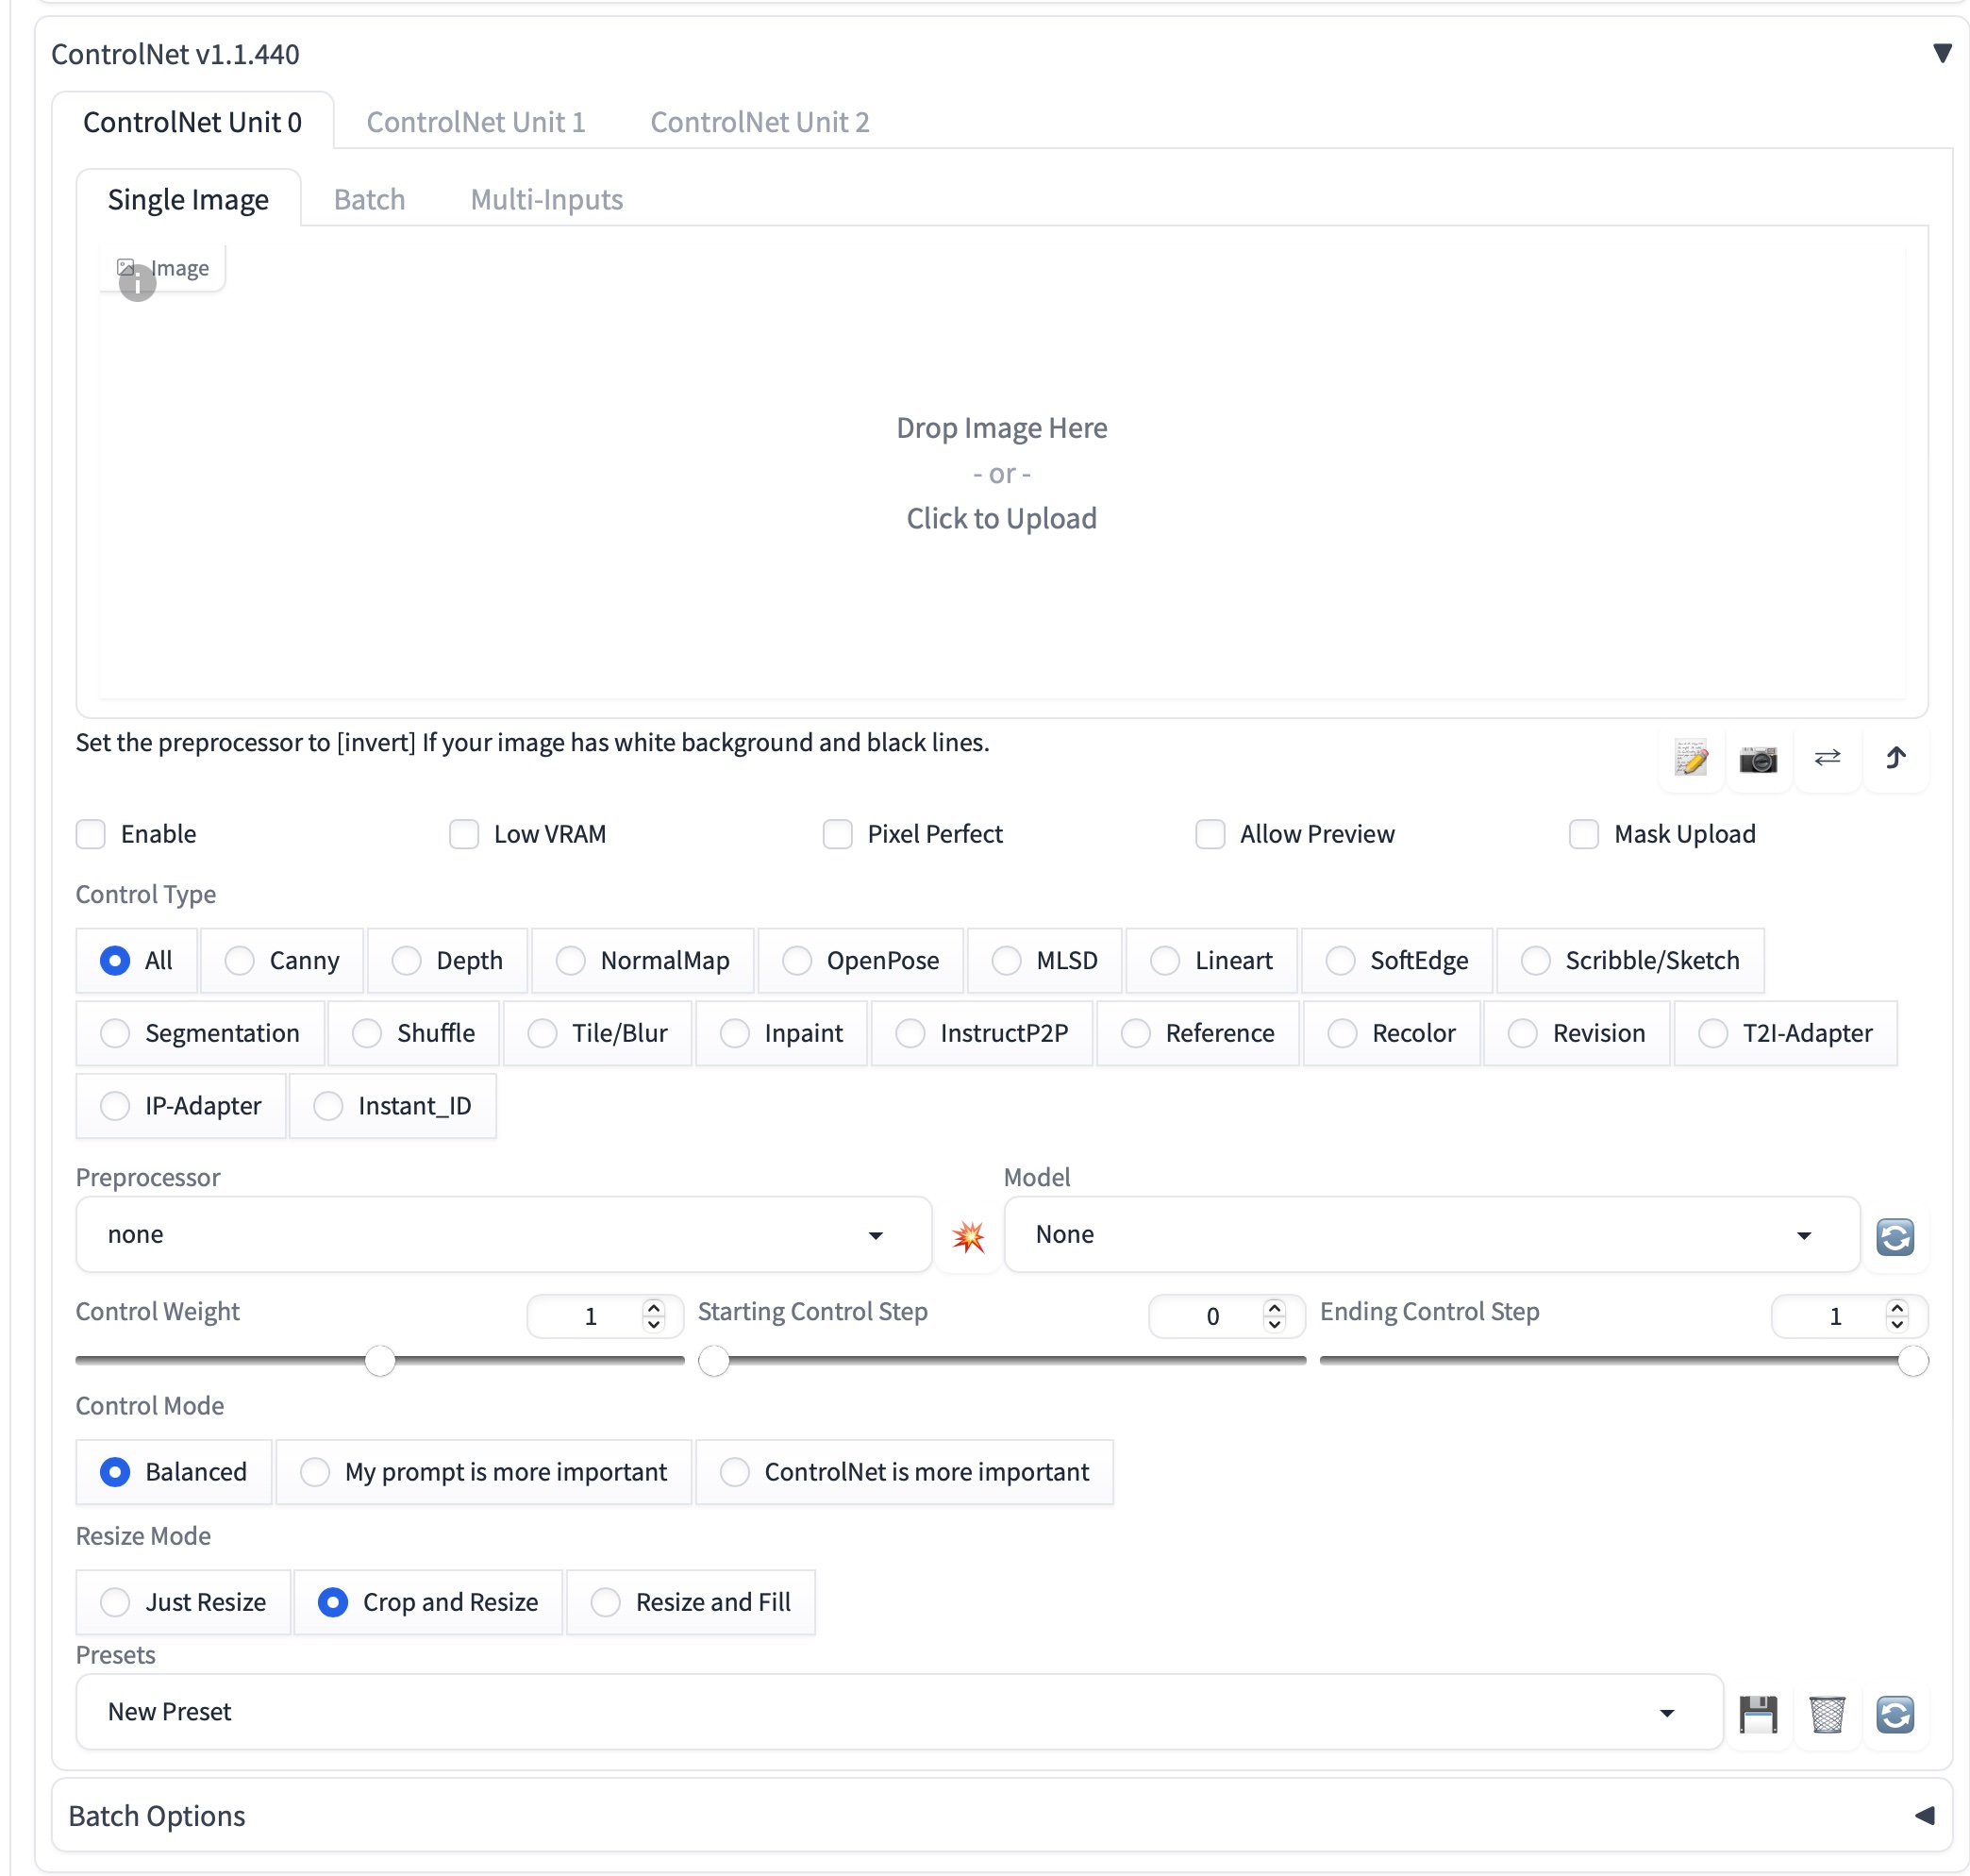 ControlNet v1.1.440
ControlNet Unit 0 ControlNet Unit 1 ControlNet Unit 2
Single Image Batch Multi-Inputs
Image
Drop Image Here
- or -
Click to Upload
Set the preprocessor to [invert] If your image has white background and black lines.
Enable Low VRAM Pixel Perfect Allow Preview Mask Upload
Control Type
All Canny Depth NormalMap OpenPose MLSD Lineart SoftEdge Scribble/Sketch
Segmentation Shuffle Tile/Blur Inpaint InstructP2P Reference Recolor Revision T2I-Adapter
IP-Adapter Instant_ID
Preprocessor Model
none None
Control Weight 1 Starting Control Step 0 Ending Control Step 1
Control Mode
Balanced My prompt is more important ControlNet is more important
Resize Mode
Just Resize Crop and Resize Resize and Fill
Presets
New Preset
Batch Options